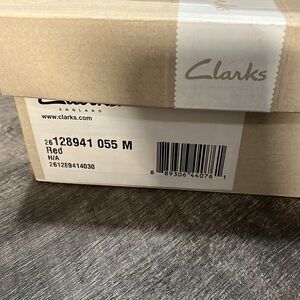 Clarks
ENGLAND
www.clarks.com
26128941 055 M
Red
N/A
261289414030
8 89306 44076 1